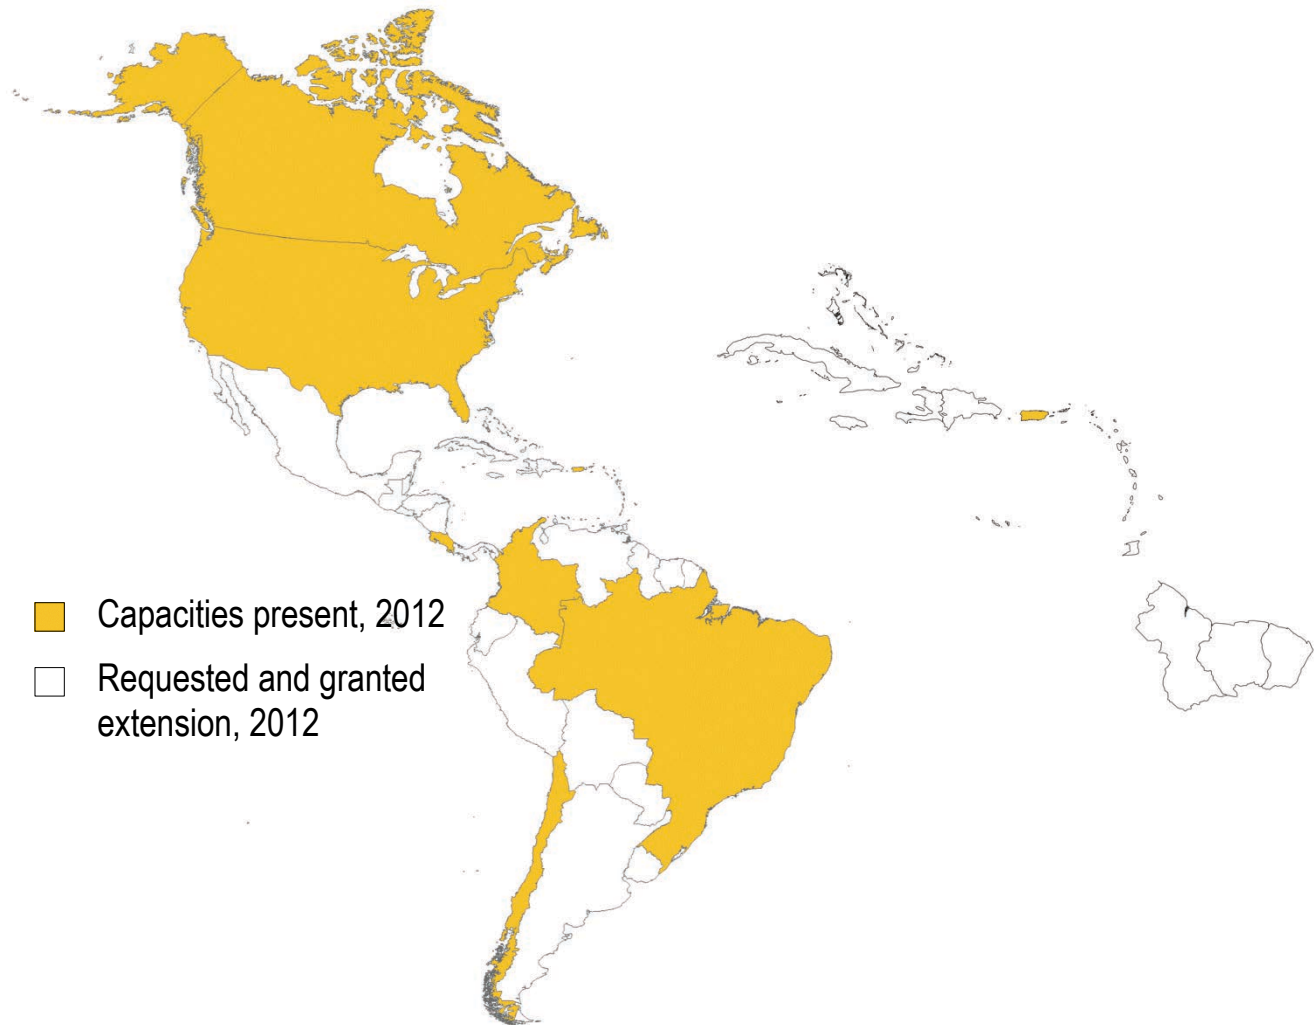 Capacities present, 2012
Requested and granted
extension, 2012